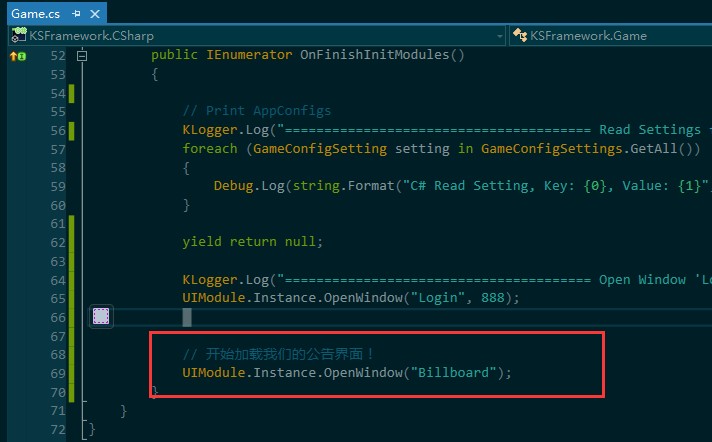 Game.cs
KSFramework.CSharp
KSFramework.Game
52 public IEnumerator OnFinishInitModules()
53 {
54
55 // Print AppConfigs
56 KLogger.Log("====================================== Read Settings
57 foreach (GameConfigSetting setting in GameConfigSettings.GetAll())
58 {
59 Debug.Log(string.Format("C# Read Setting, Key: {0}, Value: {1}"
60 }
61
62 yield return null;
63
64 KLogger.Log("====================================== Open Window 'Lo
65 UIModule.Instance.OpenWindow("Login", 888);
66
67
68 // 开始加载我们的公告界面！
69 UIModule.Instance.OpenWindow("Billboard");
70 }
71 }
72 }